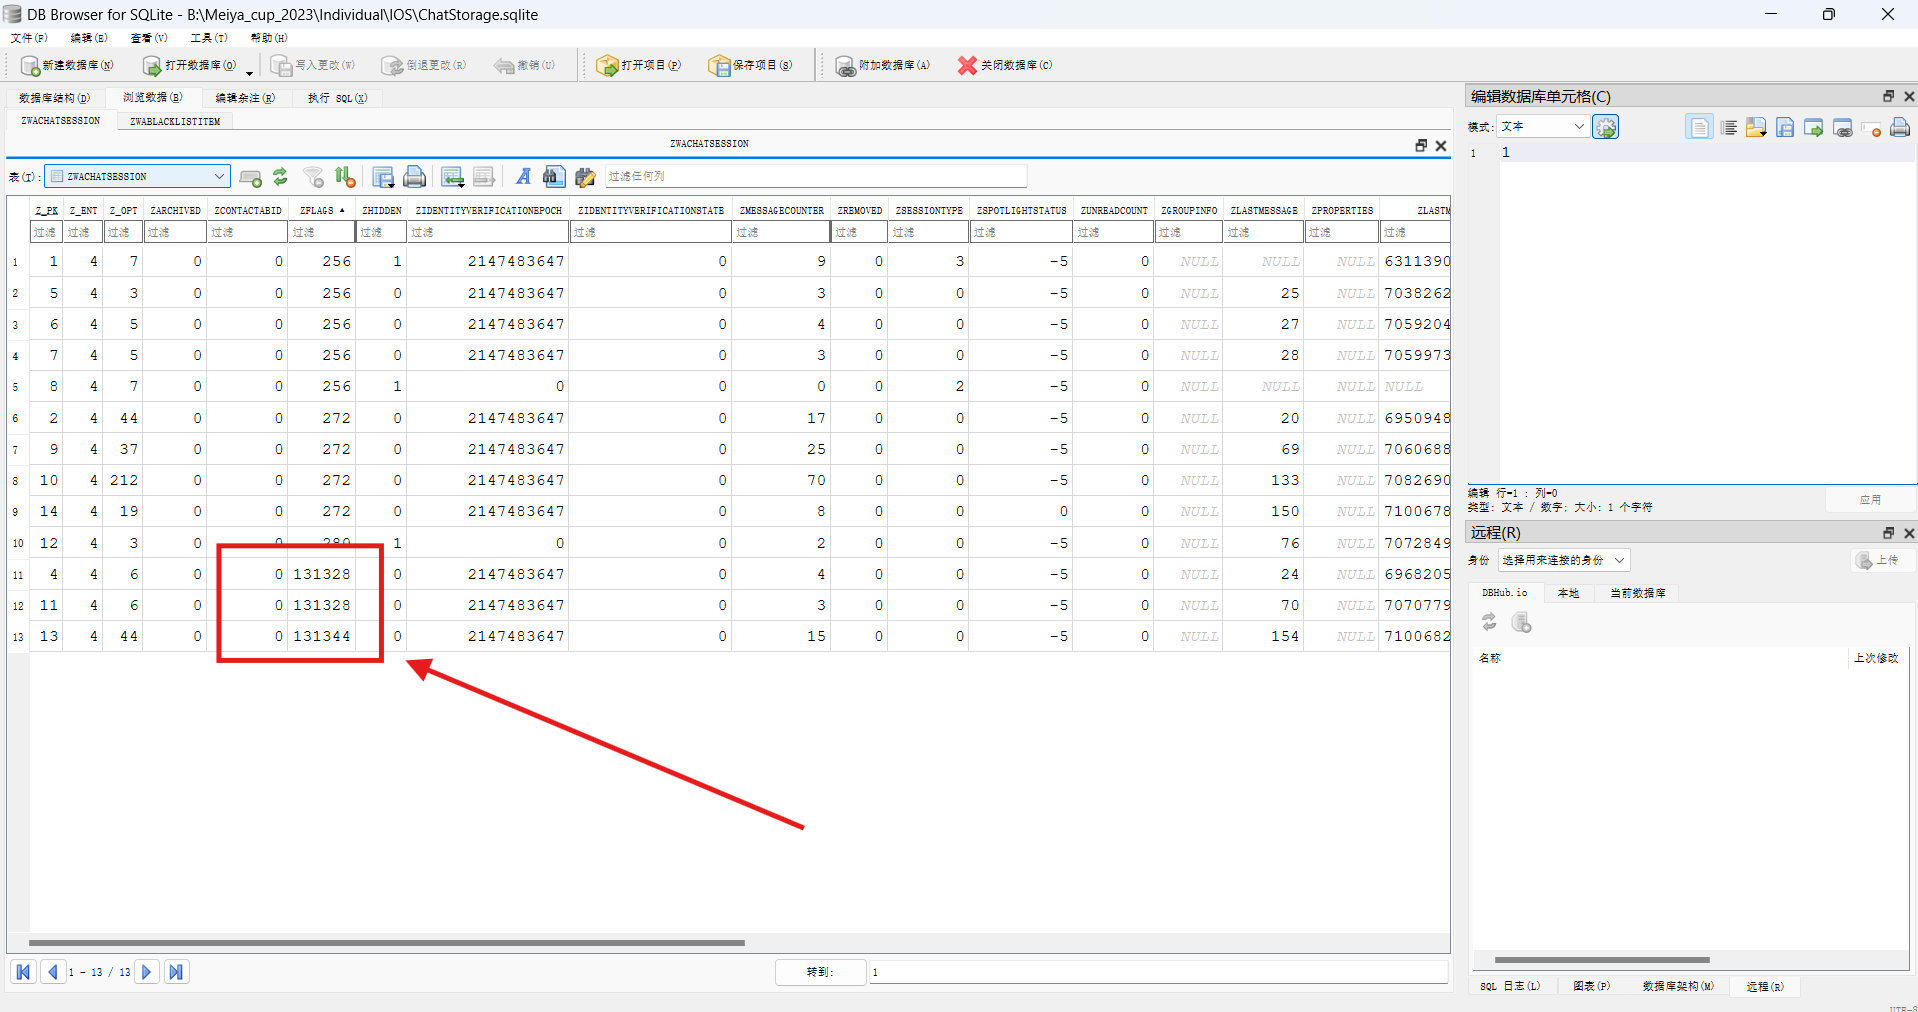 DB Browser for SQLite - B:\Meiya_cup_2023\Individual\IOS\ChatStorage.sqlite
文件(F) 编辑(E) 查看(V) 工具(T) 帮助(H)
新建数据库(N) 打开数据库(O) 写入更改(W) 倒退更改(R) 撤销(U) 打开项目(P) 保存项目(S) 附加数据库(A) 关闭数据库(C)
数据库结构(D) 浏览数据(B) 编辑杂注(R) 执行 SQL(X)
ZWACHATSESSION ZWABLACKLISTITEM
ZWACHATSESSION
表(T): ZWACHATSESSION 过滤任何列
Z_PK Z_ENT Z_OPT ZARCHIVED ZCONTACTABID ZFLAGS ZHIDDEN ZIDENTITYVERIFICATIONEPOCH ZIDENTITYVERIFICATIONSTATE ZMESSAGECOUNTER ZREMOVED ZSESSIONTYPE ZSPOTLIGHTSTATUS ZUNREADCOUNT ZGROUPINFO ZLASTMESSAGE ZPROPERTIES ZLASTM
过滤 过滤 过滤 过滤 过滤 过滤 过滤 过滤 过滤 过滤 过滤 过滤 过滤 过滤 过滤 过滤 过滤 过滤
1 1 4 7 0 0 256 1 2147483647 0 9 0 3 -5 0 NULL NULL NULL 6311390
2 5 4 3 0 0 256 0 2147483647 0 3 0 0 -5 0 NULL 25 NULL 7038262
3 6 4 5 0 0 256 0 2147483647 0 4 0 0 -5 0 NULL 27 NULL 7059204
4 7 4 5 0 0 256 0 2147483647 0 3 0 0 -5 0 NULL 28 NULL 7059973
5 8 4 7 0 0 256 1 0 0 0 0 2 -5 0 NULL NULL NULL NULL
6 2 4 44 0 0 272 0 2147483647 0 17 0 0 -5 0 NULL 20 NULL 6950948
7 9 4 37 0 0 272 0 2147483647 0 25 0 0 -5 0 NULL 69 NULL 7060688
8 10 4 212 0 0 272 0 2147483647 0 70 0 0 -5 0 NULL 133 NULL 7082690
9 14 4 19 0 0 272 0 2147483647 0 8 0 0 -5 0 NULL 150 NULL 7100678
10 12 4 3 0 0 280 1 0 0 2 0 0 -5 0 NULL 76 NULL 7072849
11 4 4 6 0 0 131328 0 2147483647 0 4 0 0 -5 0 NULL 24 NULL 6968205
12 11 4 6 0 0 131328 0 2147483647 0 3 0 0 -5 0 NULL 70 NULL 7070779
13 13 4 44 0 0 131344 0 2147483647 0 15 0 0 -5 0 NULL 154 NULL 7100682
1 - 13 / 13 转到: 1
编辑数据库单元格(C)
模式: 文本
1 1
编辑 行=1 : 列=0
类型: 文本 / 数字; 大小: 1 个字符
应用
远程(R)
身份 选择用来连接的身份 上传
DBHub.io 本地 当前数据库
名称 上次修改
SQL 日志(L) 图表(P) 数据库架构(M) 远程(R)
UTF-8